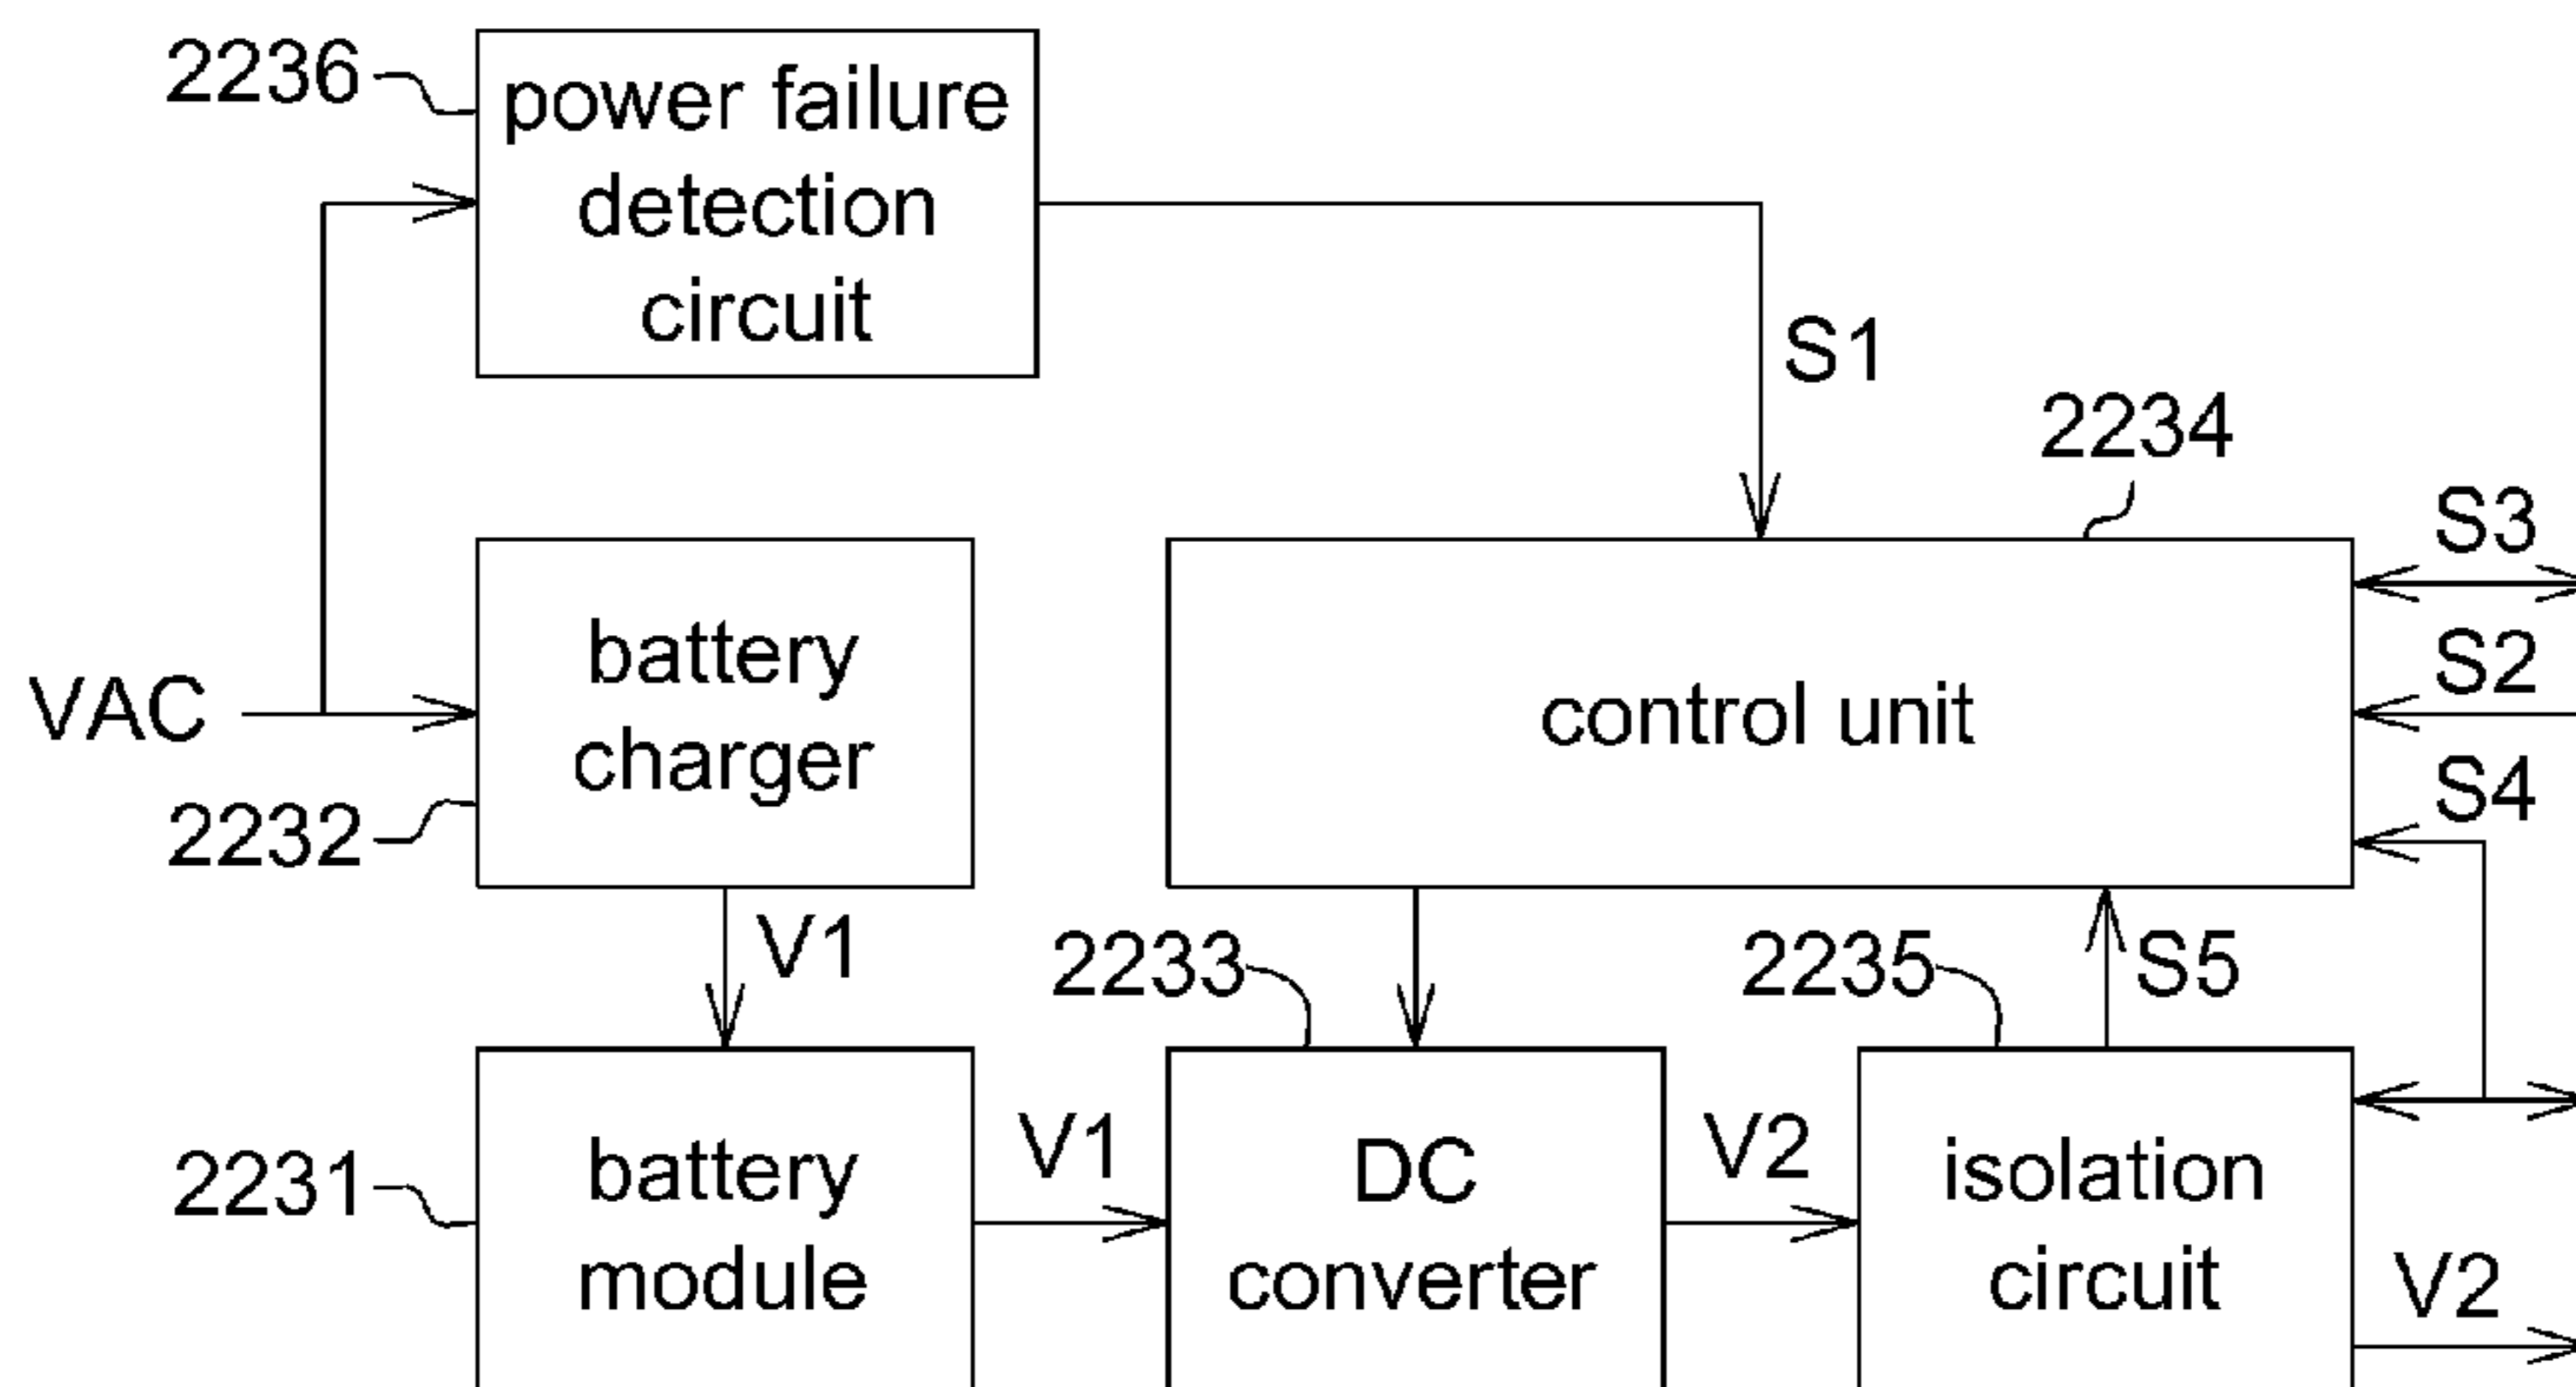 2236
power failure
detection
circuit
S1
2234
S3
battery
charger
VAC
2232
control unit
S2
S4
V1
2233
2235
S5
2231
battery
module
V1
DC
converter
V2
isolation
circuit
V2